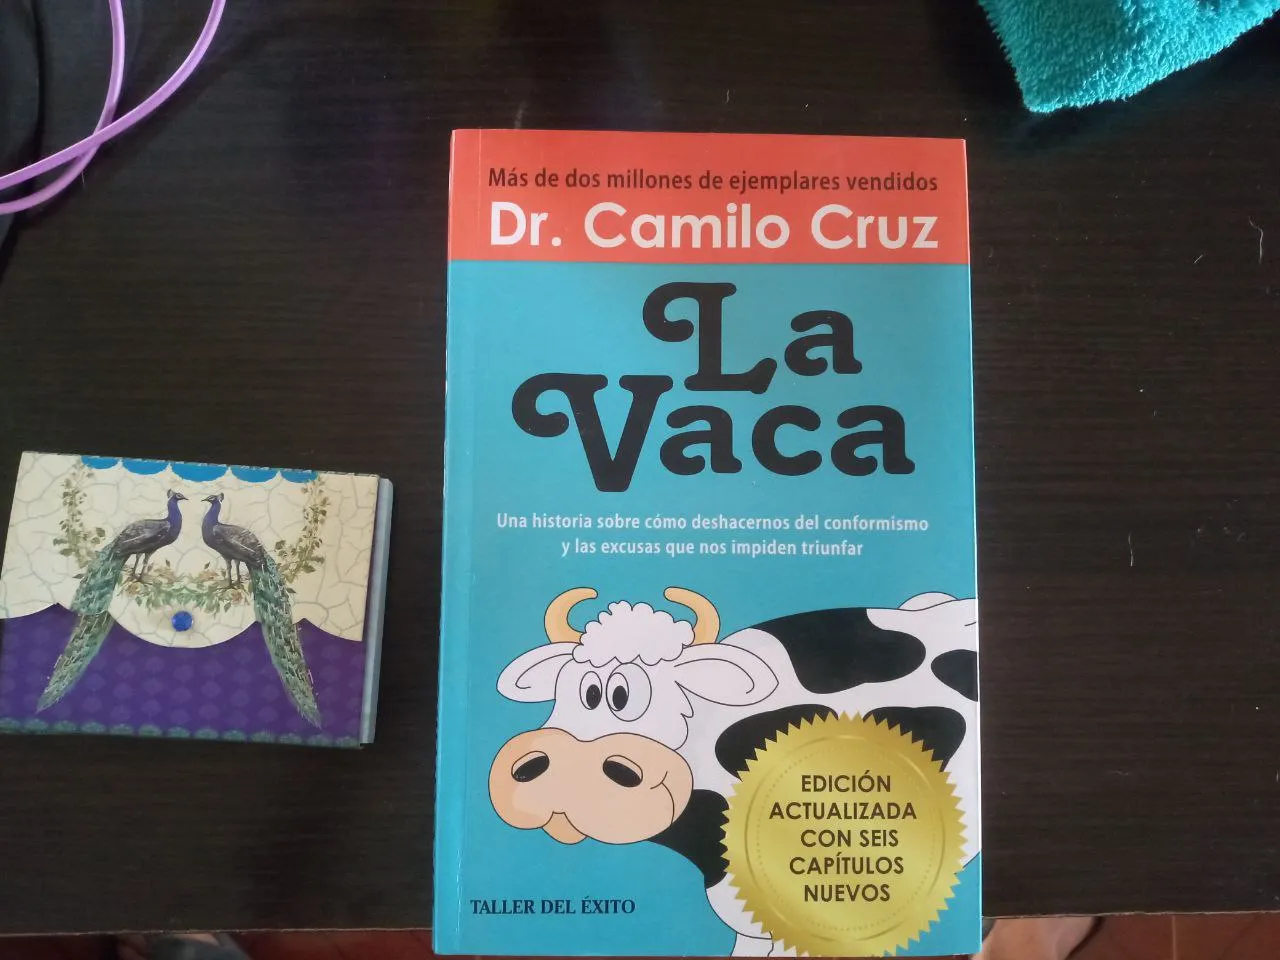 Más de dos millones de ejemplares vendidos
Dr. Camilo Cruz
La
Vaca
Una historia sobre cómo deshacernos del conformismo
y las excusas que nos impiden triunfar
EDICIÓN
ACTUALIZADA
CON SEIS
CAPÍTULOS
NUEVOS
TALLER DEL ÉXITO